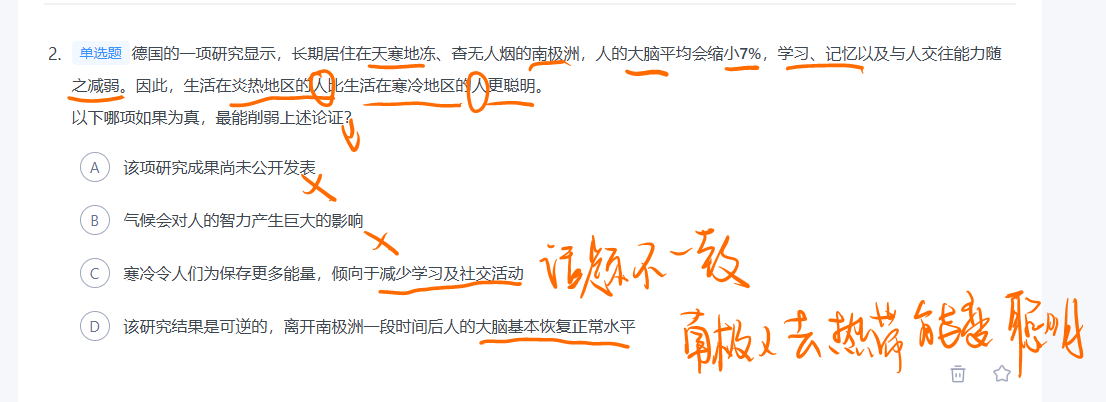 2. 单选题 德国的一项研究显示，长期居住在天寒地冻、杳无人烟的南极洲，人的大脑平均会缩小7%，学习、记忆以及与人交往能力随
之减弱。因此，生活在炎热地区的人比生活在寒冷地区的人更聪明。
以下哪项如果为真，最能削弱上述论证？
A 该项研究成果尚未公开发表
B 气候会对人的智力产生巨大的影响
C 寒冷令人们为保存更多能量，倾向于减少学习及社交活动 话题不一致
D 该研究结果是可逆的，离开南极洲一段时间后人的大脑基本恢复正常水平
南极人去热带能变聪明